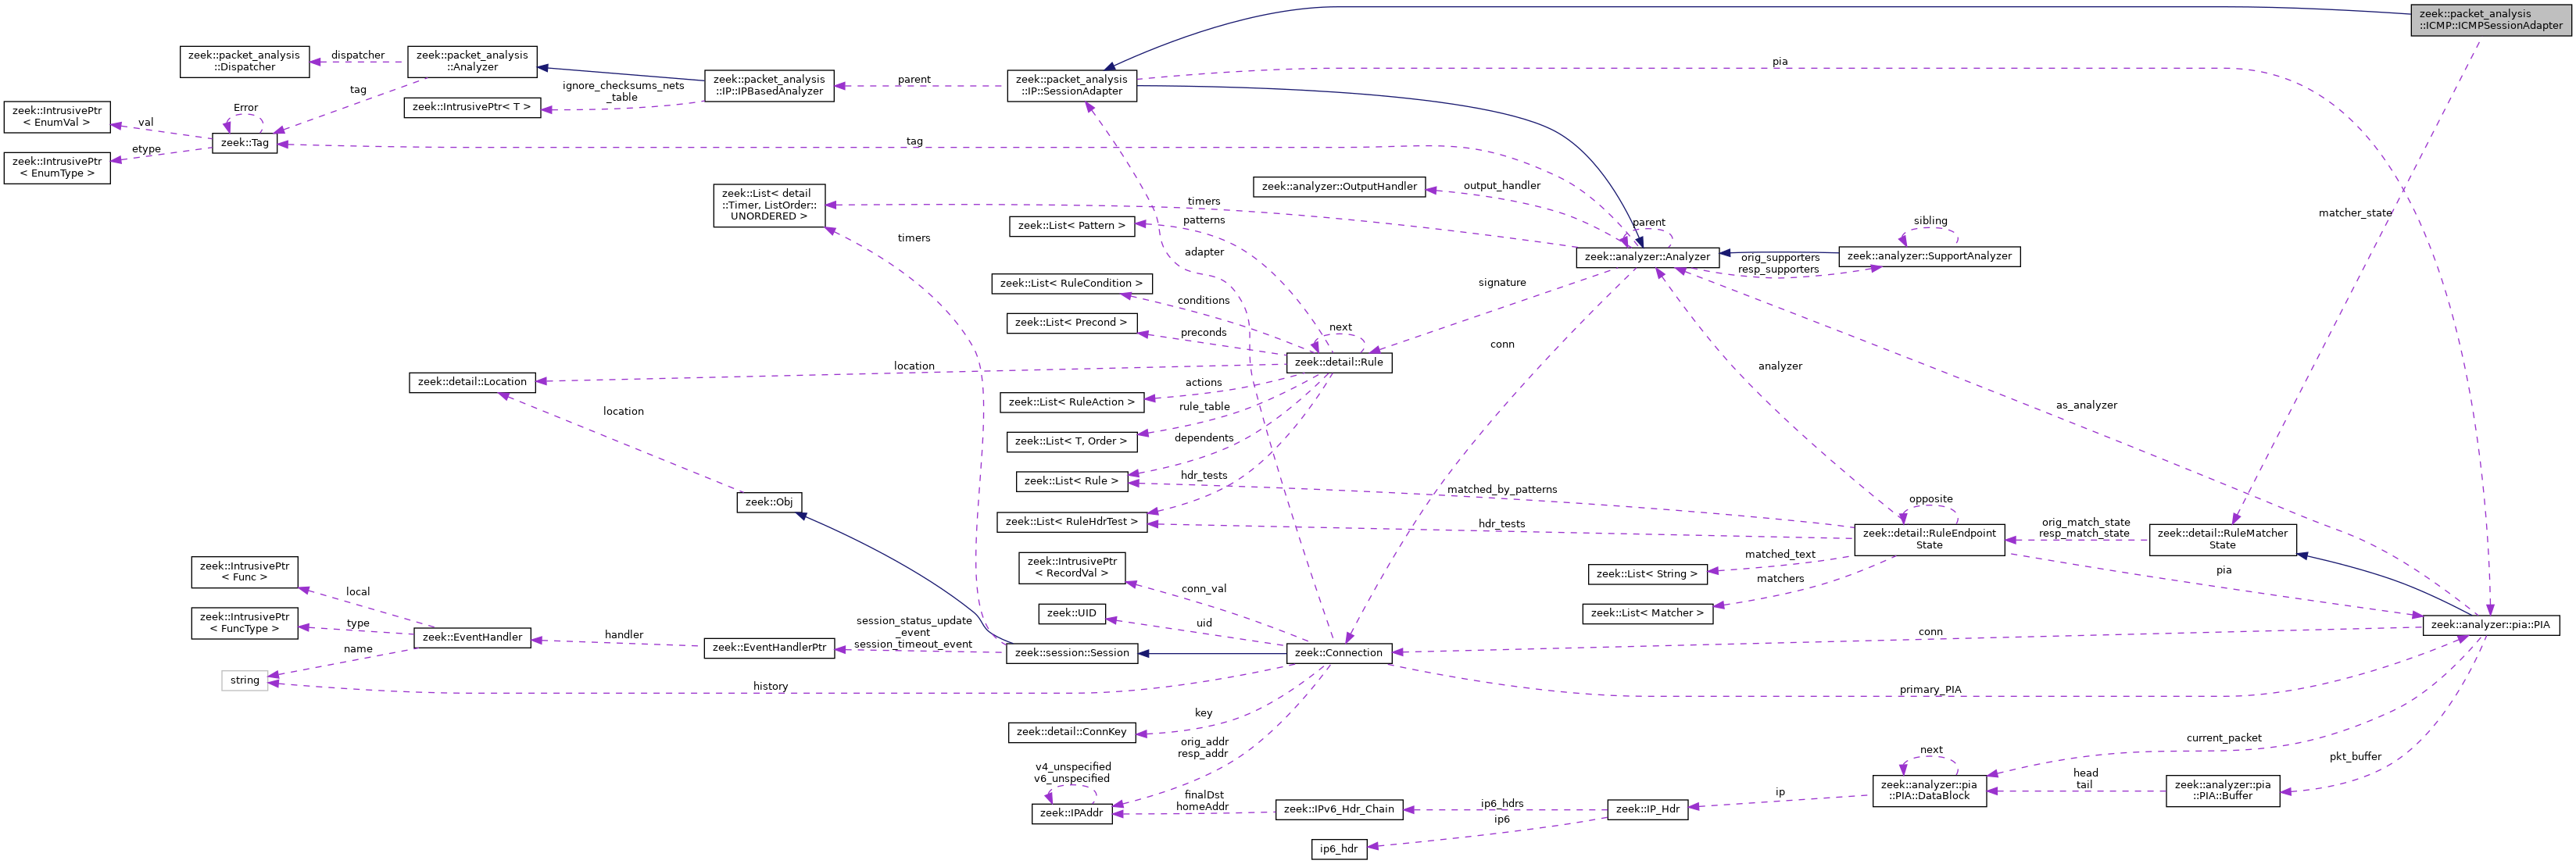 zeek::packet_analysis
::ICMP::ICMPSessionAdapter
zeek::packet_analysis
::Dispatcher
dispatcher
zeek::packet_analysis
::Analyzer
zeek::packet_analysis
::IP::IPBasedAnalyzer
parent
zeek::packet_analysis
::IP::SessionAdapter
pia
tag
ignore_checksums_nets
_table
zeek::IntrusivePtr< T >
zeek::IntrusivePtr
< EnumVal >
val
Error
zeek::Tag
etype
zeek::IntrusivePtr
< EnumType >
tag
zeek::List< detail
::Timer, ListOrder::
UNORDERED >
timers
timers
zeek::analyzer::OutputHandler
output_handler
matcher_state
zeek::List< Pattern >
patterns
parent
sibling
adapter
zeek::analyzer::Analyzer
orig_supporters
resp_supporters
zeek::analyzer::SupportAnalyzer
zeek::List< RuleCondition >
conditions
signature
zeek::List< Precond >
preconds
next
conn
zeek::detail::Rule
analyzer
location
zeek::detail::Location
actions
zeek::List< RuleAction >
rule_table
as_analyzer
location
zeek::List< T, Order >
dependents
zeek::List< Rule >
hdr_tests
matched_by_patterns
opposite
zeek::Obj
zeek::List< RuleHdrTest >
hdr_tests
zeek::detail::RuleEndpoint
State
orig_match_state
resp_match_state
zeek::detail::RuleMatcher
State
matched_text
zeek::List< String >
matchers
zeek::List< Matcher >
pia
zeek::IntrusivePtr
< Func >
local
zeek::IntrusivePtr
< RecordVal >
conn_val
zeek::IntrusivePtr
< FuncType >
type
zeek::EventHandler
handler
zeek::EventHandlerPtr
session_status_update
_event
session_timeout_event
zeek::UID
uid
zeek::analyzer::pia::PIA
conn
name
string
zeek::session::Session
zeek::Connection
history
primary_PIA
key
zeek::detail::ConnKey
orig_addr
resp_addr
current_packet
pkt_buffer
v4_unspecified
v6_unspecified
next
zeek::IPAddr
finalDst
homeAddr
zeek::IPv6_Hdr_Chain
ip6_hdrs
zeek::IP_Hdr
ip
zeek::analyzer::pia
::PIA::DataBlock
head
tail
zeek::analyzer::pia
::PIA::Buffer
ip6
ip6_hdr